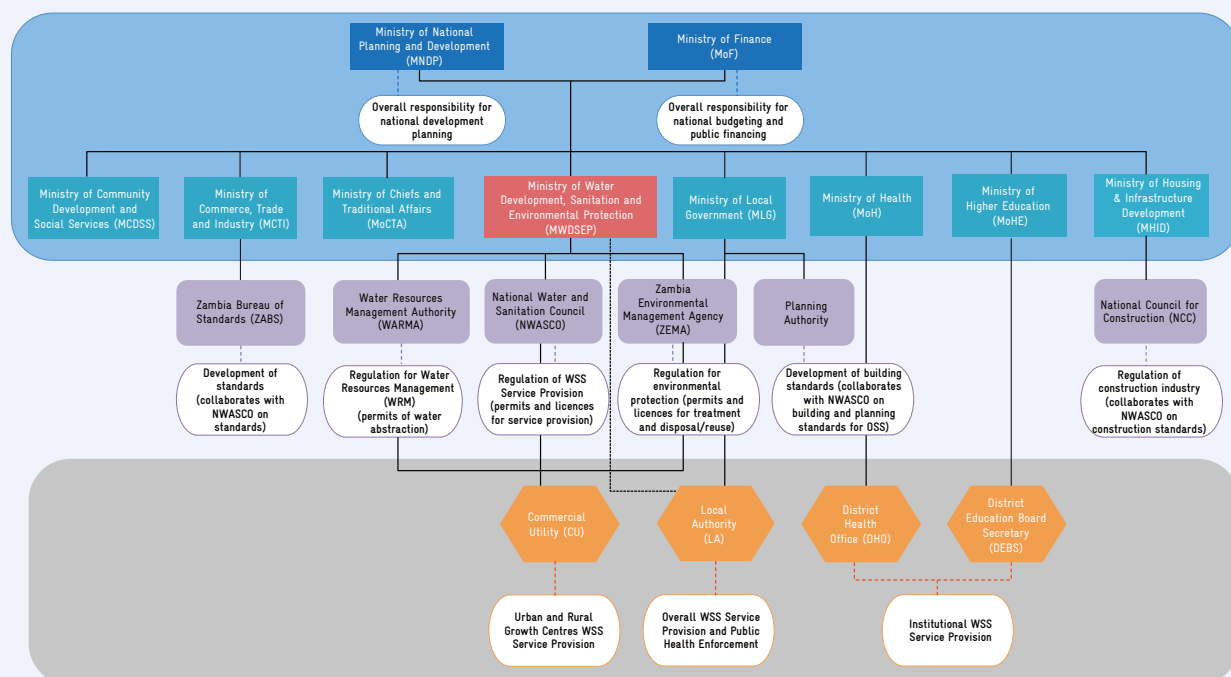 Ministry of National
Planning and Development
(MNDP)
Ministry of Finance
(MoF)
Overall responsibility for
national development
planning
Overall responsibility for
national budgeting and
public financing
Ministry of Community
Development and
Social Services (MCDSS)
Ministry of
Commerce, Trade
and Industry (MCTI)
Ministry of Chiefs and
Traditional Affairs
(MoCTA)
Ministry of Water
Development, Sanitation and
Environmental Protection
(MWDSEP)
Ministry of Local
Government (MLG)
Ministry of Health
(MoH)
Ministry of
Higher Education
(MoHE)
Ministry of Housing
& Infrastructure
Development
(MHID)
Zambia Bureau of
Standards (ZABS)
Water Resources
Management Authority
(WARMA)
National Water and
Sanitation Council
(NWASCO)
Zambia
Environmental
Management Agency
(ZEMA)
Planning
Authority
National Council for
Construction (NCC)
Development of
standards
(collaborates with
NWASCO on
standards)
Regulation for Water
Resources Management
(WRM)
(permits of water
abstraction)
Regulation of WSS
Service Provision
(permits and licences
for service provision)
Regulation for
environmental
protection (permits and
licences for treatment
and disposal/reuse)
Development of building
standards (collaborates
with NWASCO on
building and planning
standards for OSS)
Regulation of
construction industry
(collaborates with
NWASCO on
construction standards)
Commercial
Utility (CU)
Local
Authority
(LA)
District
Health
Office (DHO)
District
Education Board
Secretary
(DEBS)
Urban and Rural
Growth Centres WSS
Service Provision
Overall WSS Service
Provision and Public
Health Enforcement
Institutional WSS
Service Provision